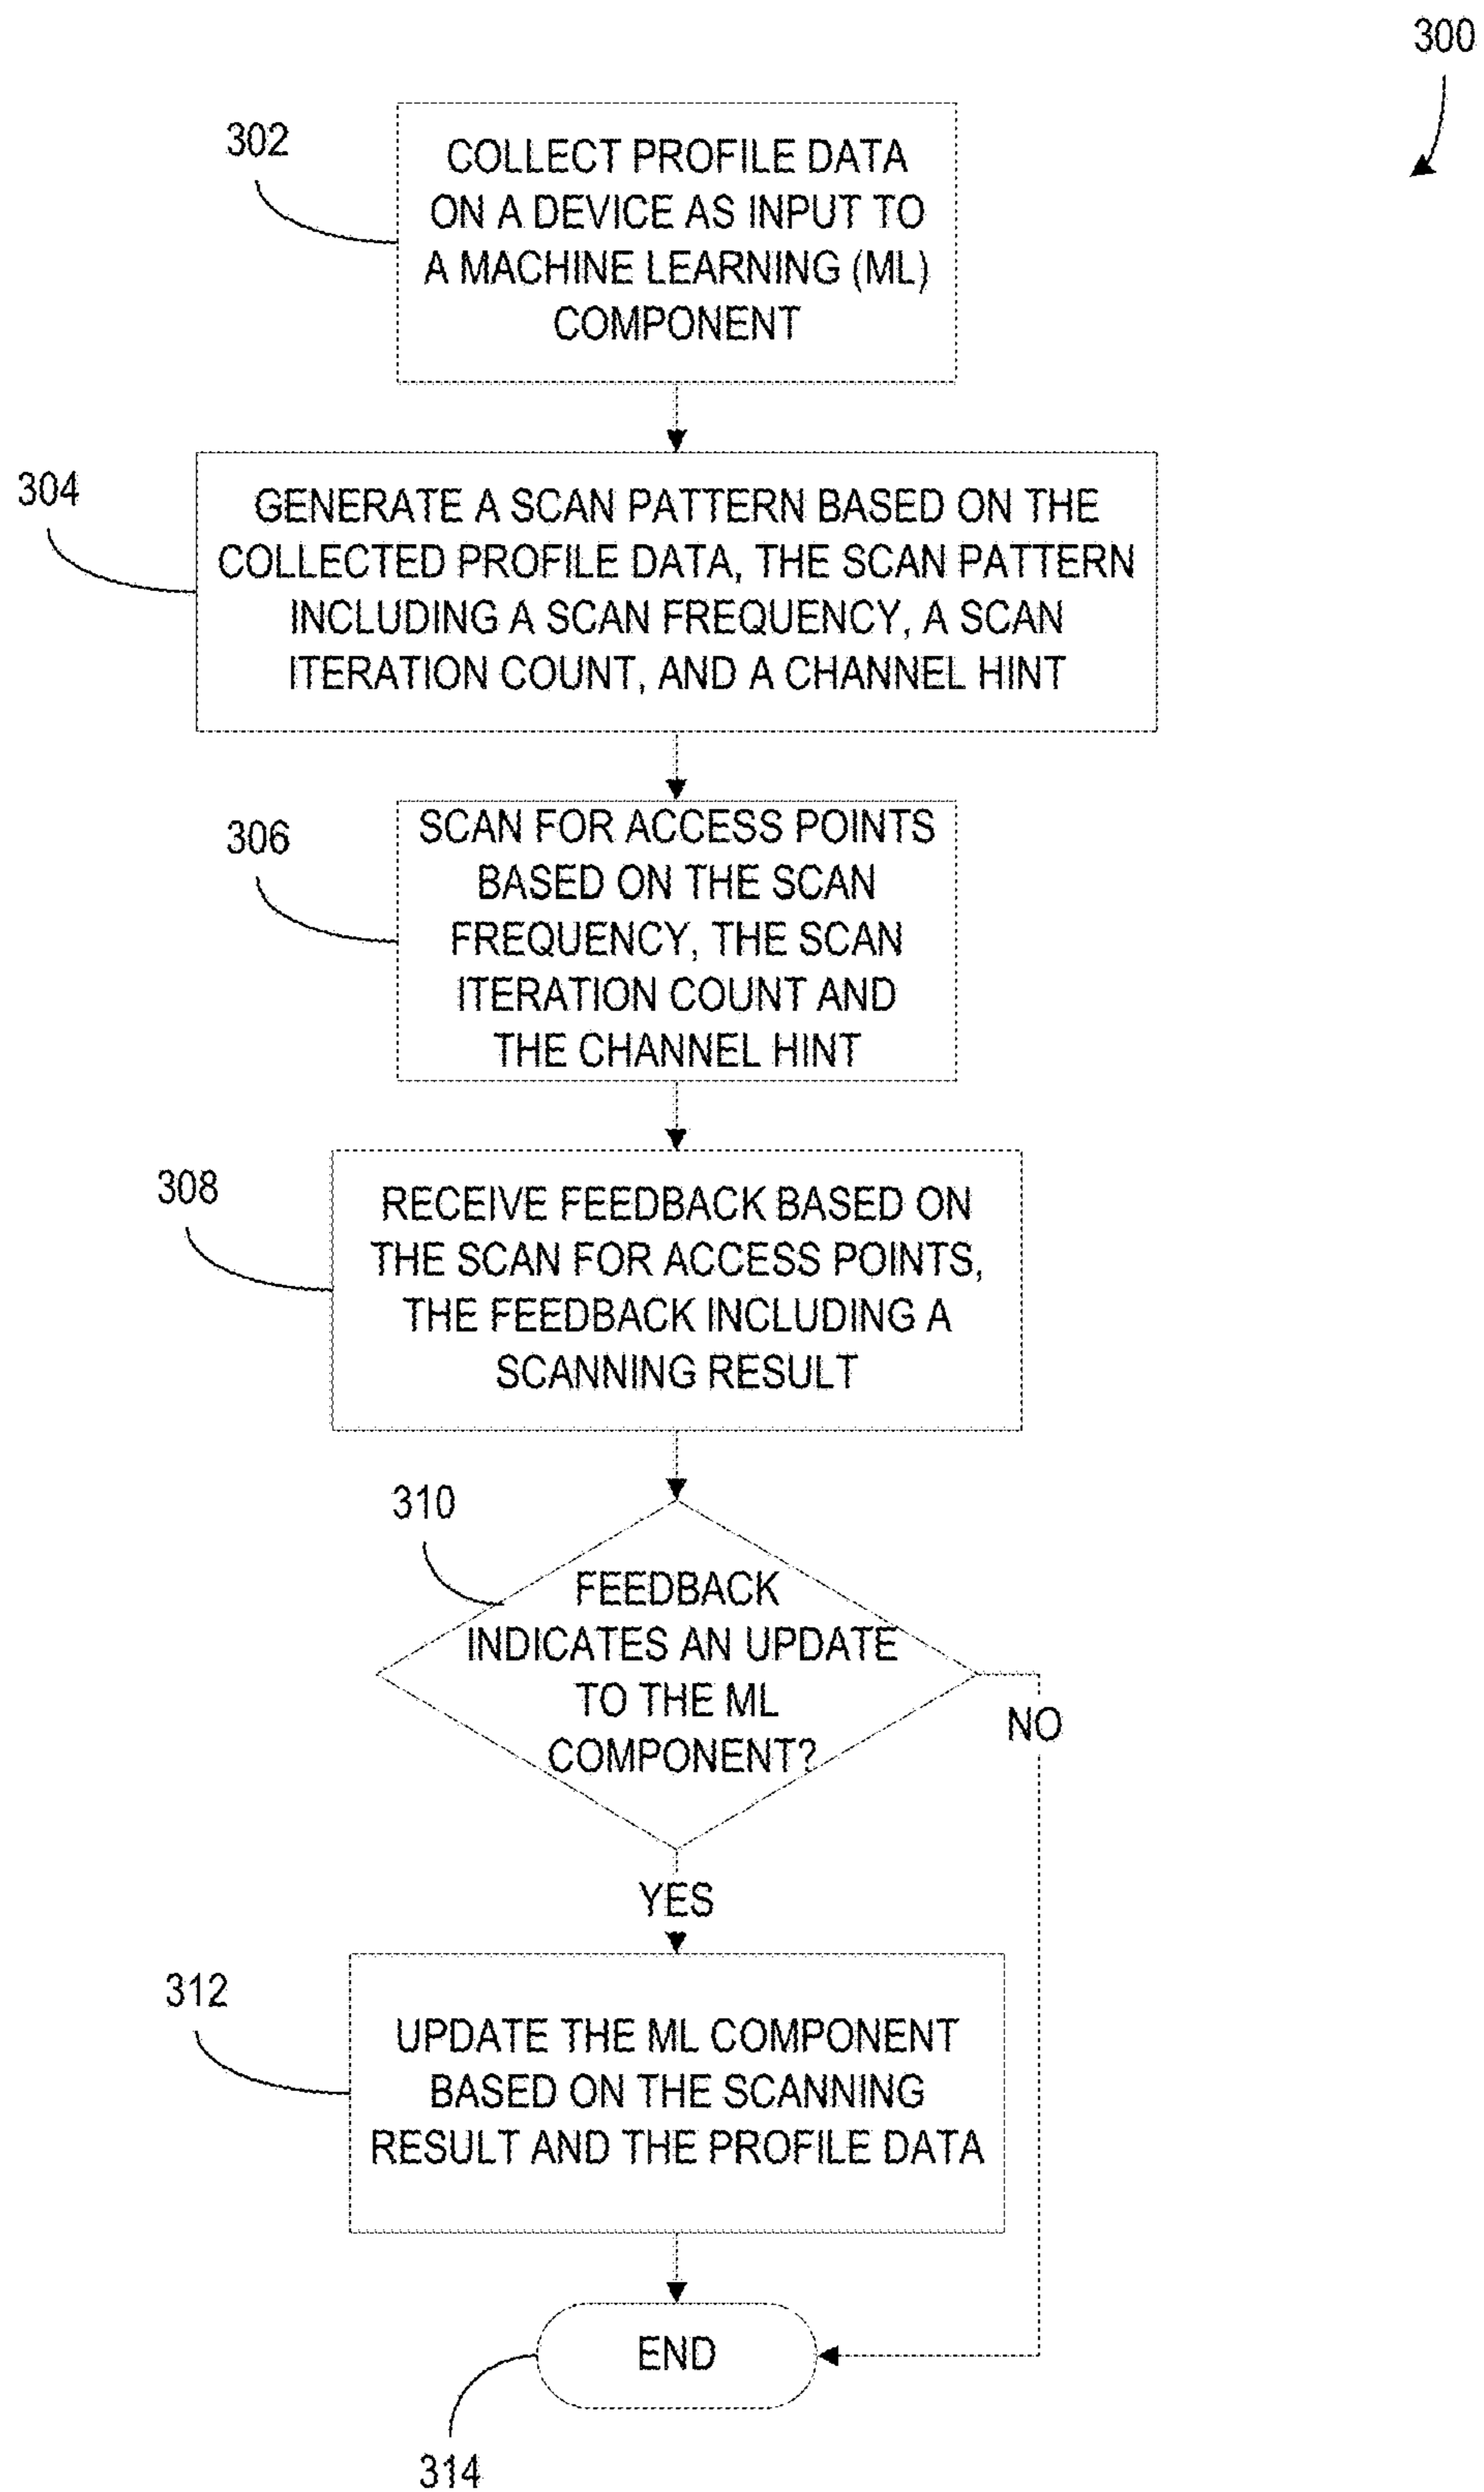 300
302
COLLECT PROFILE DATA
ON A DEVICE AS INPUT TO
A MACHINE LEARNING (ML)
COMPONENT
304
GENERATE A SCAN PATTERN BASED ON THE
COLLECTED PROFILE DATA, THE SCAN PATTERN
INCLUDING A SCAN FREQUENCY, A SCAN
ITERATION COUNT, AND A CHANNEL HINT
306
SCAN FOR ACCESS POINTS
BASED ON THE SCAN
FREQUENCY, THE SCAN
ITERATION COUNT AND
THE CHANNEL HINT
308
RECEIVE FEEDBACK BASED ON
THE SCAN FOR ACCESS POINTS,
THE FEEDBACK INCLUDING A
SCANNING RESULT
310
FEEDBACK
INDICATES AN UPDATE
TO THE ML
COMPONENT?
NO
YES
312
UPDATE THE ML COMPONENT
BASED ON THE SCANNING
RESULT AND THE PROFILE DATA
END
314